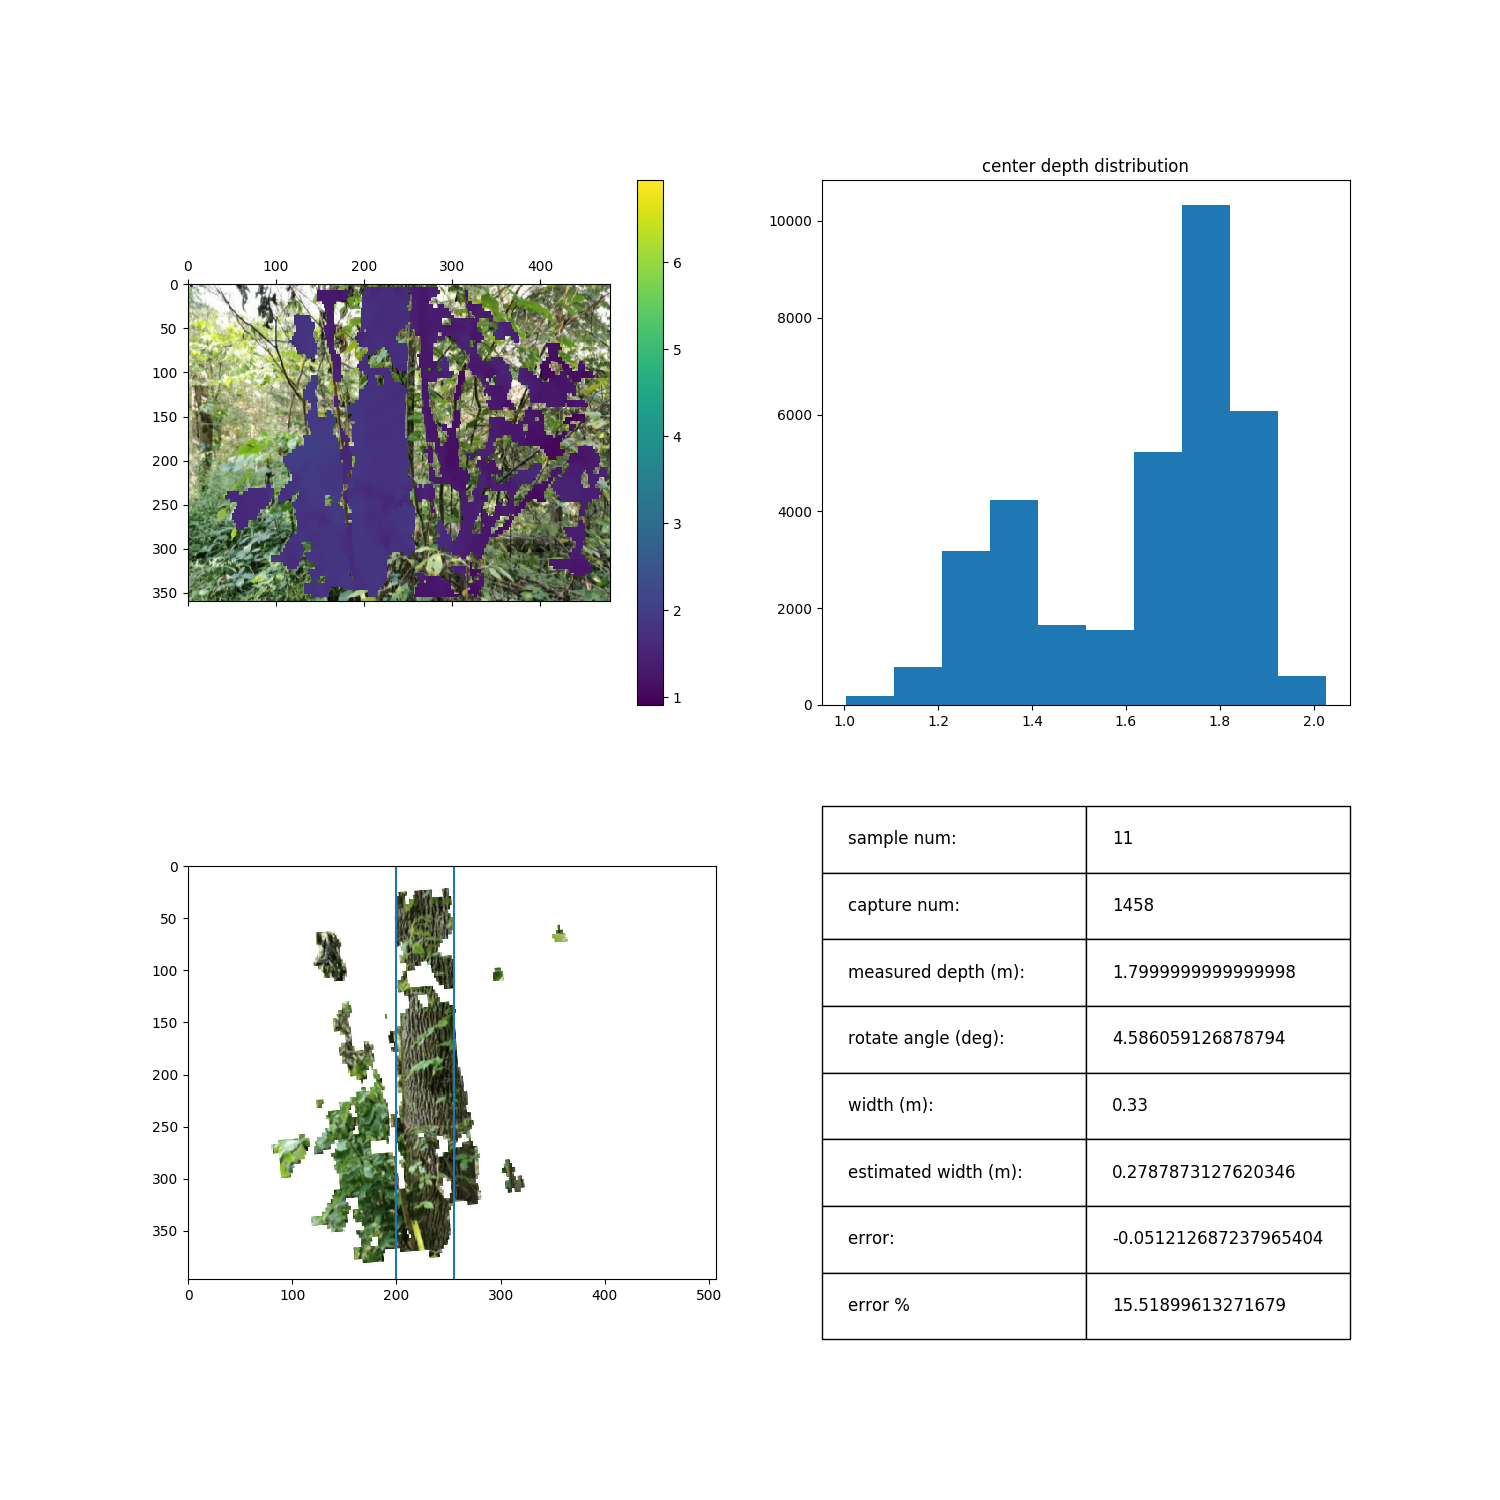 0 100 200 300 400
0
50
100
150
200
250
300
350
6
5
4
3
2
1
center depth distribution
10000
8000
6000
4000
2000
0
1.0 1.2 1.4 1.6 1.8 2.0
0
50
100
150
200
250
300
350
0 100 200 300 400 500
sample num: 11
capture num: 1458
measured depth (m): 1.7999999999999998
rotate angle (deg): 4.586059126878794
width (m): 0.33
estimated width (m): 0.2787873127620346
error: -0.051212687237965404
error % 15.51899613271679